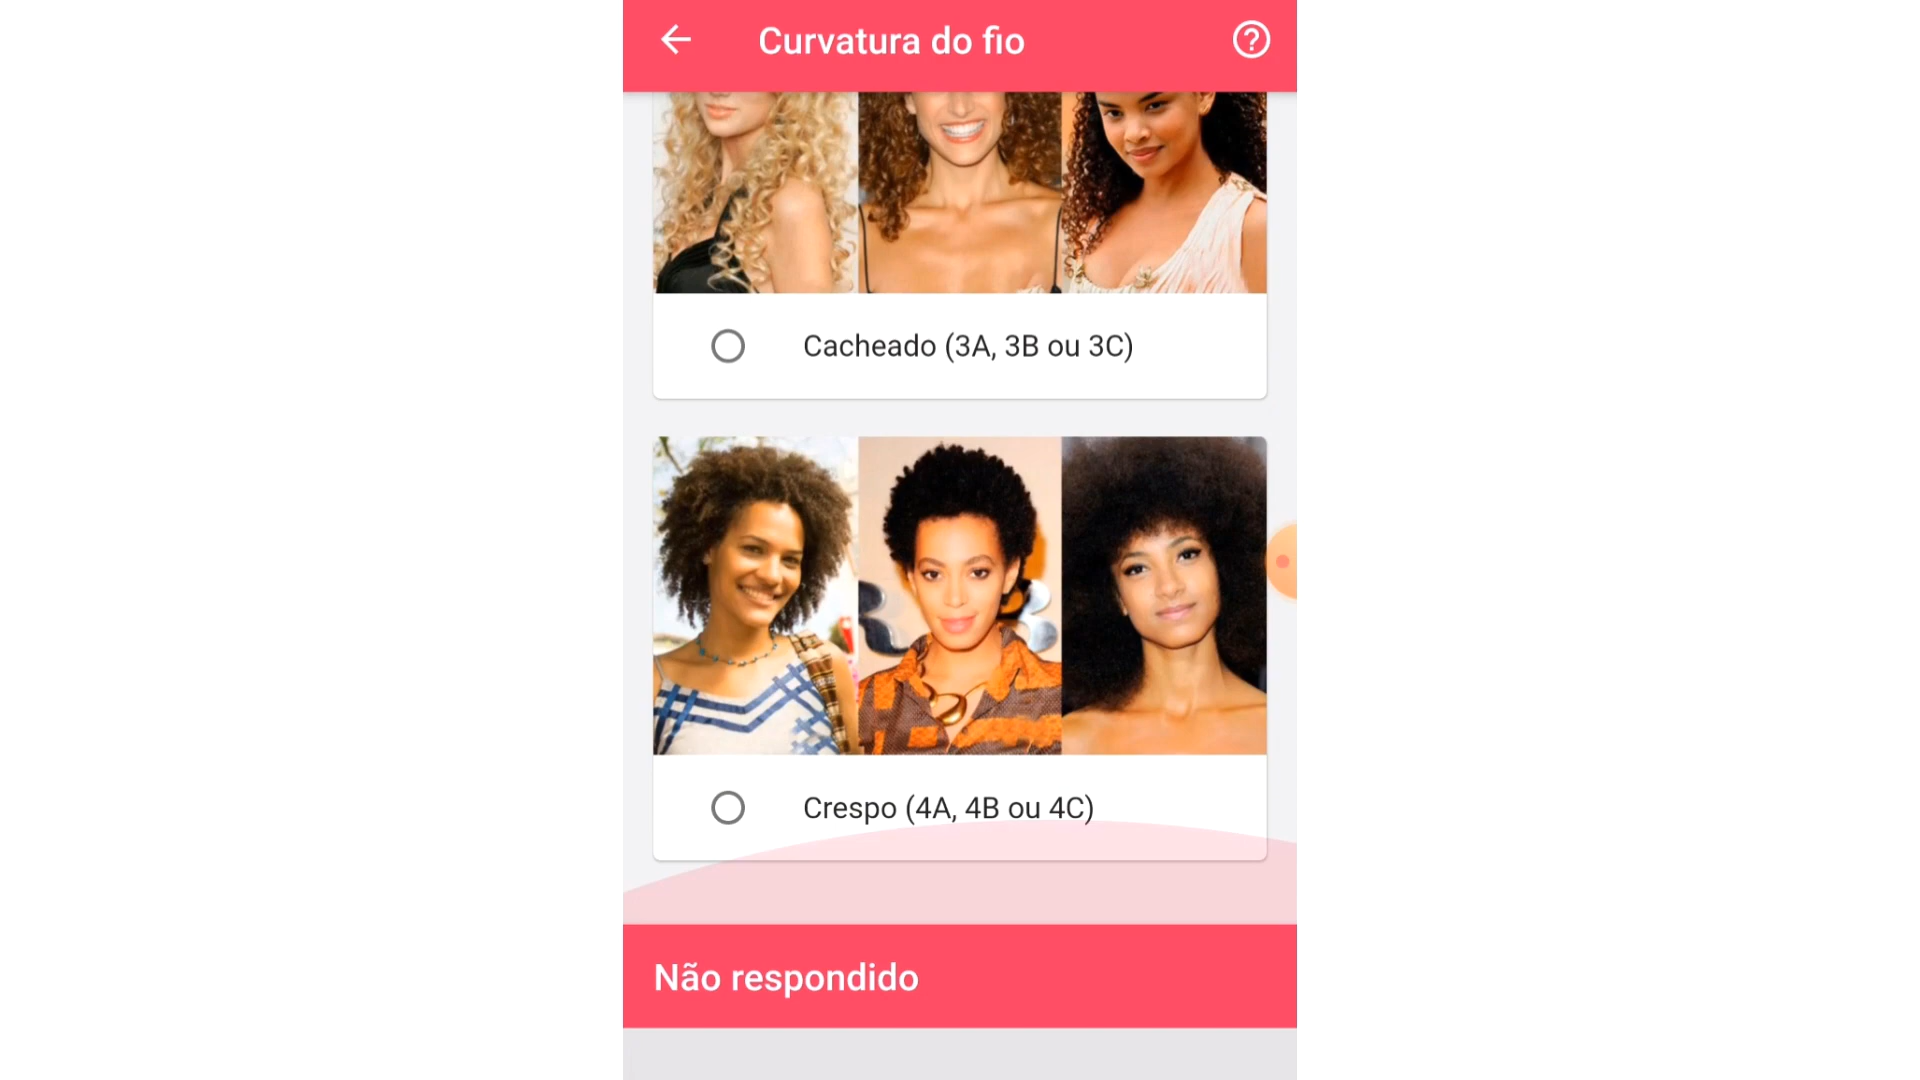 Curvatura do fio
Cacheado (3A, 3B ou 3C)
Crespo (4A, 4B ou 4C)
Não respondido